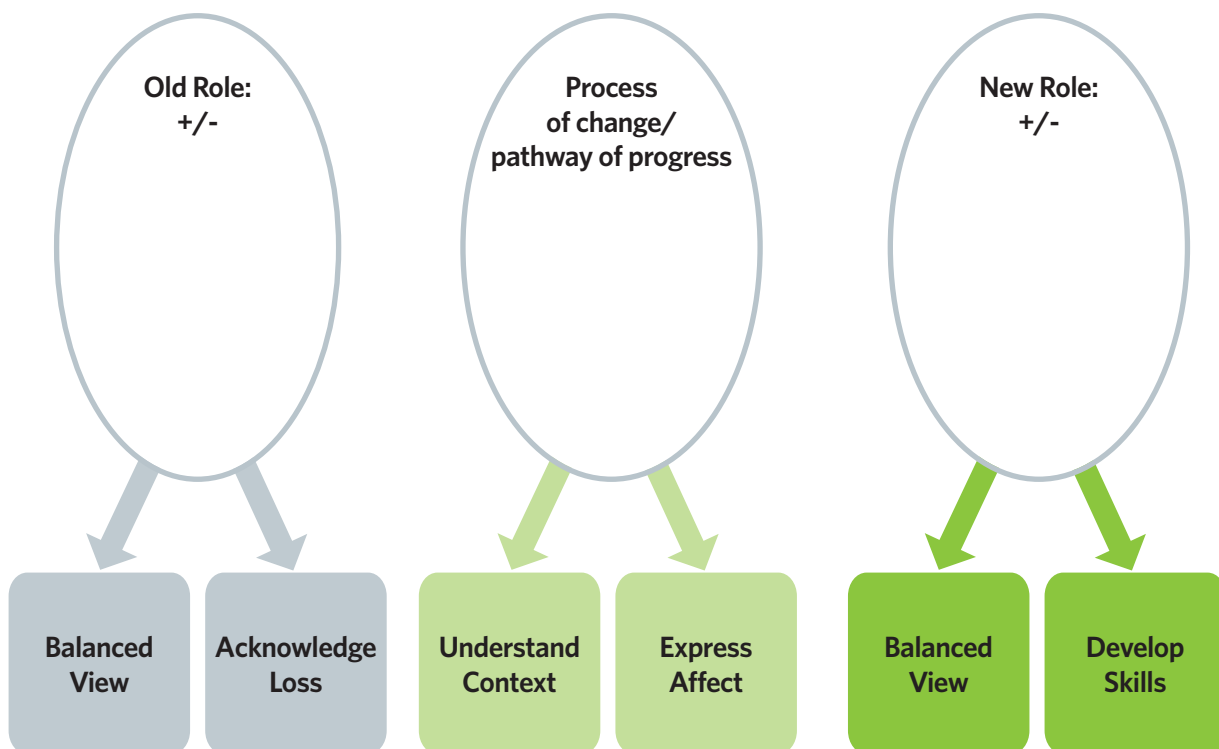 Old Role:
+/-
Process
of change/
pathway of progress
New Role:
+/-
Balanced
View
Acknowledge
Loss
Understand
Context
Express
Affect
Balanced
View
Develop
Skills